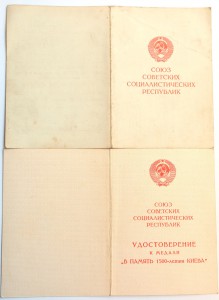 СОЮЗ
СОВЕТСКИХ
СОЦИАЛИСТИЧЕСКИХ
РЕСПУБЛИК
СОЮЗ
СОВЕТСКИХ
СОЦИАЛИСТИЧЕСКИХ
РЕСПУБЛИК
УДОСТОВЕРЕНИЕ
К МЕДАЛИ
„В ПАМЯТЬ 1500-летия КИЕВА"